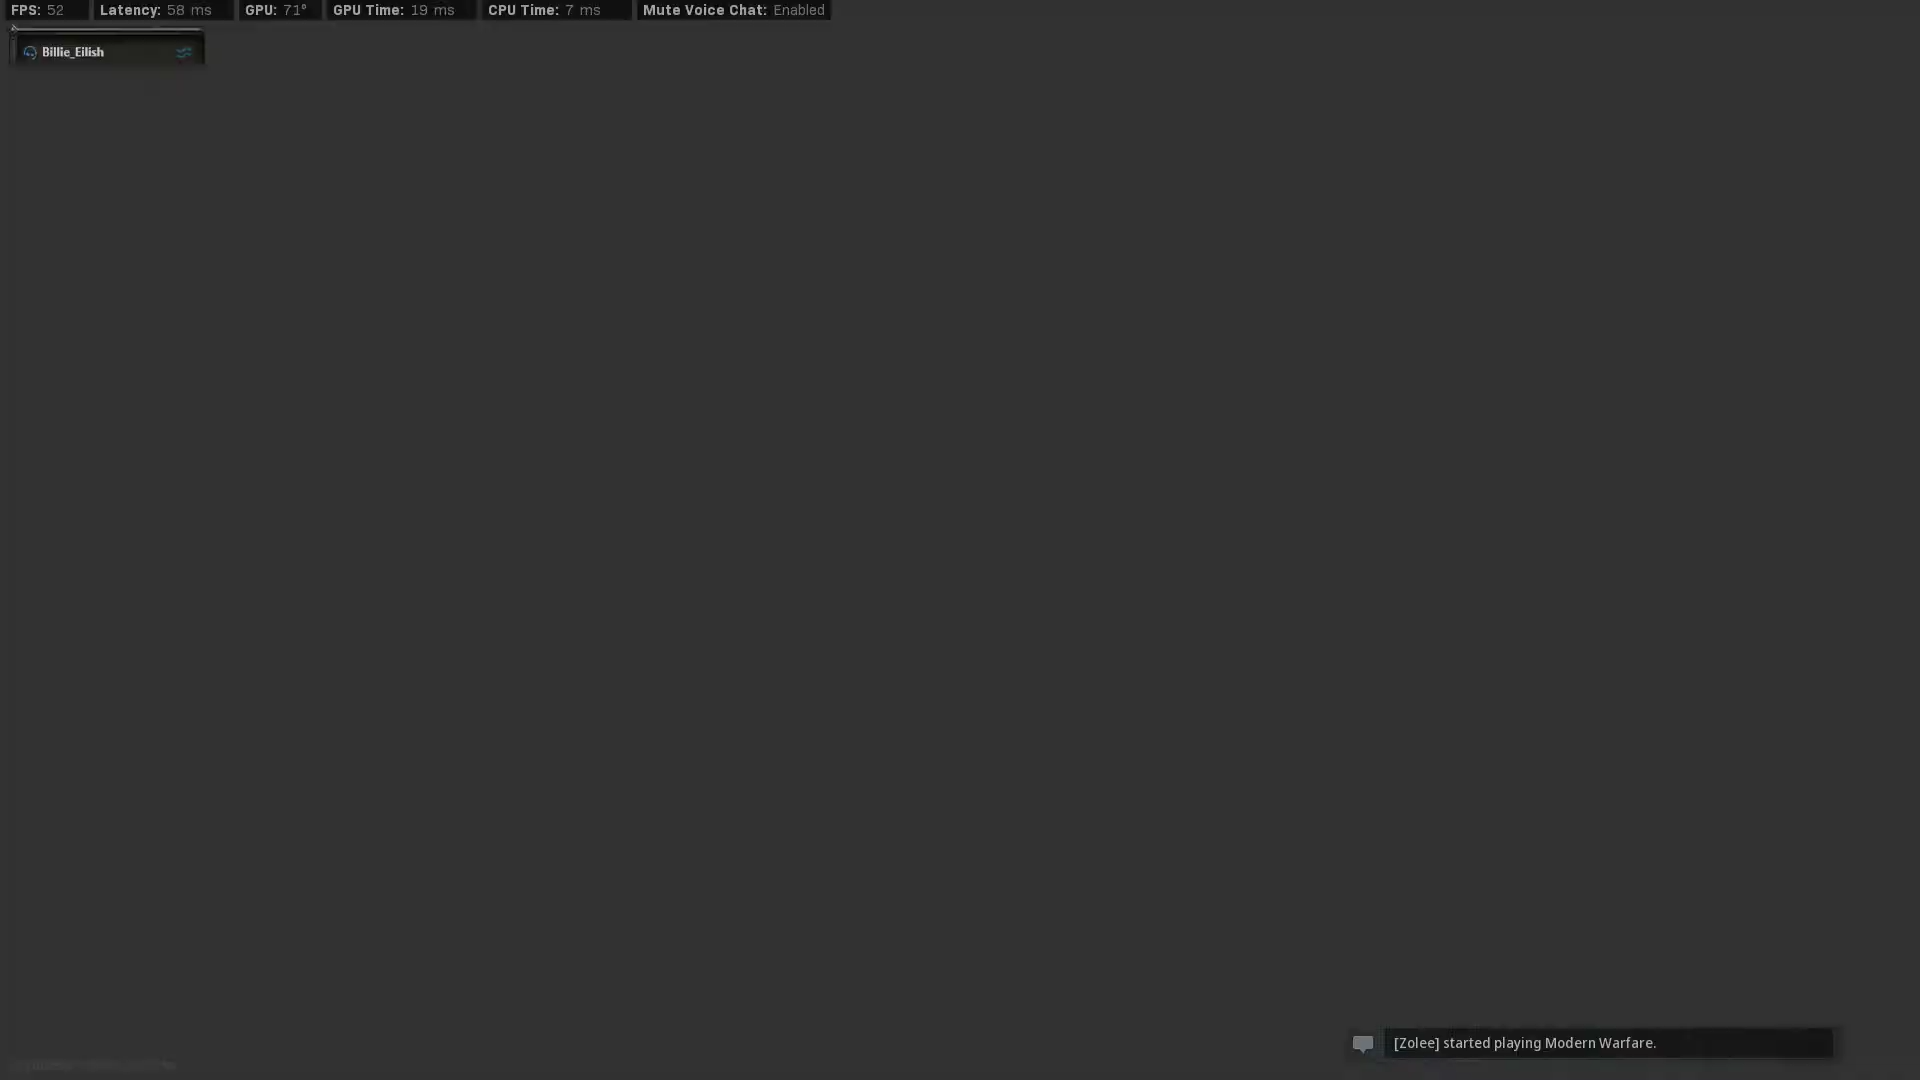 FPS: 52 Latency: 58 ms GPU: 71° GPU Time: 19 ms CPU Time: 7 ms Mute Voice Chat: Enabled
Billie_Eilish
[Zolee] started playing Modern Warfare.